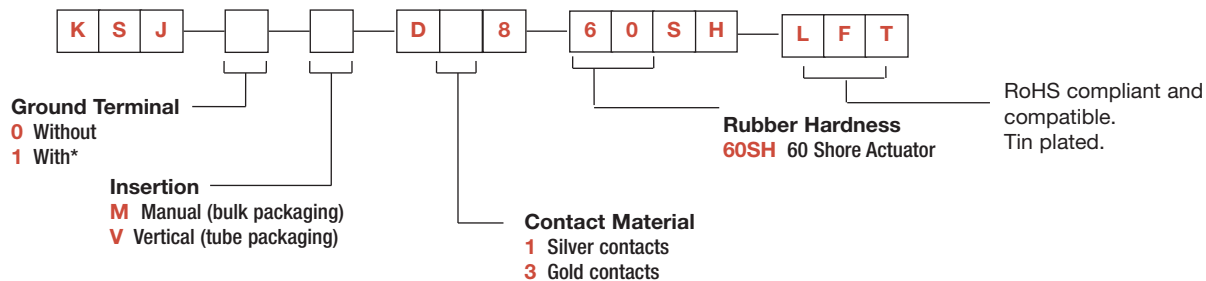 K S J D 8 6 0 S H L F T
Ground Terminal
0 Without
1 With*
Insertion
M Manual (bulk packaging)
V Vertical (tube packaging)
Contact Material
1 Silver contacts
3 Gold contacts
Rubber Hardness
60SH 60 Shore Actuator
RoHS compliant and
compatible.
Tin plated.